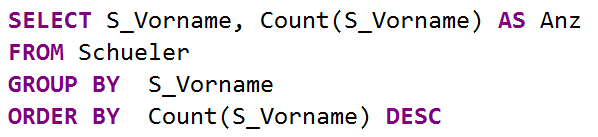 SELECT S_Vorname, Count(S_Vorname) AS Anz
FROM Schueler
GROUP BY  S_Vorname
ORDER BY  Count(S_Vorname) DESC